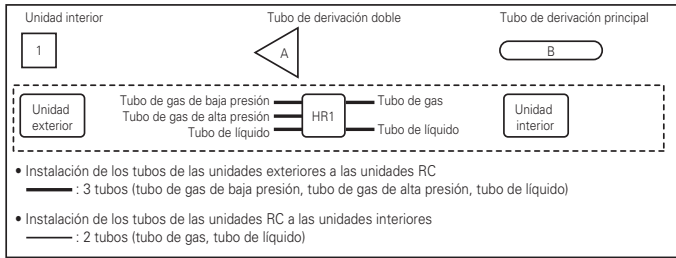 Unidad interior
Tubo de derivación doble
Tubo de derivación principal
1
A
B
Unidad
exterior
Tubo de gas de baja presión
Tubo de gas de alta presión
Tubo de líquido
HR1
Tubo de gas
Tubo de líquido
Unidad
interior
• Instalación de los tubos de las unidades exteriores a las unidades RC
: 3 tubos (tubo de gas de baja presión, tubo de gas de alta presión, tubo de líquido)
• Instalación de los tubos de las unidades RC a las unidades interiores
: 2 tubos (tubo de gas, tubo de líquido)